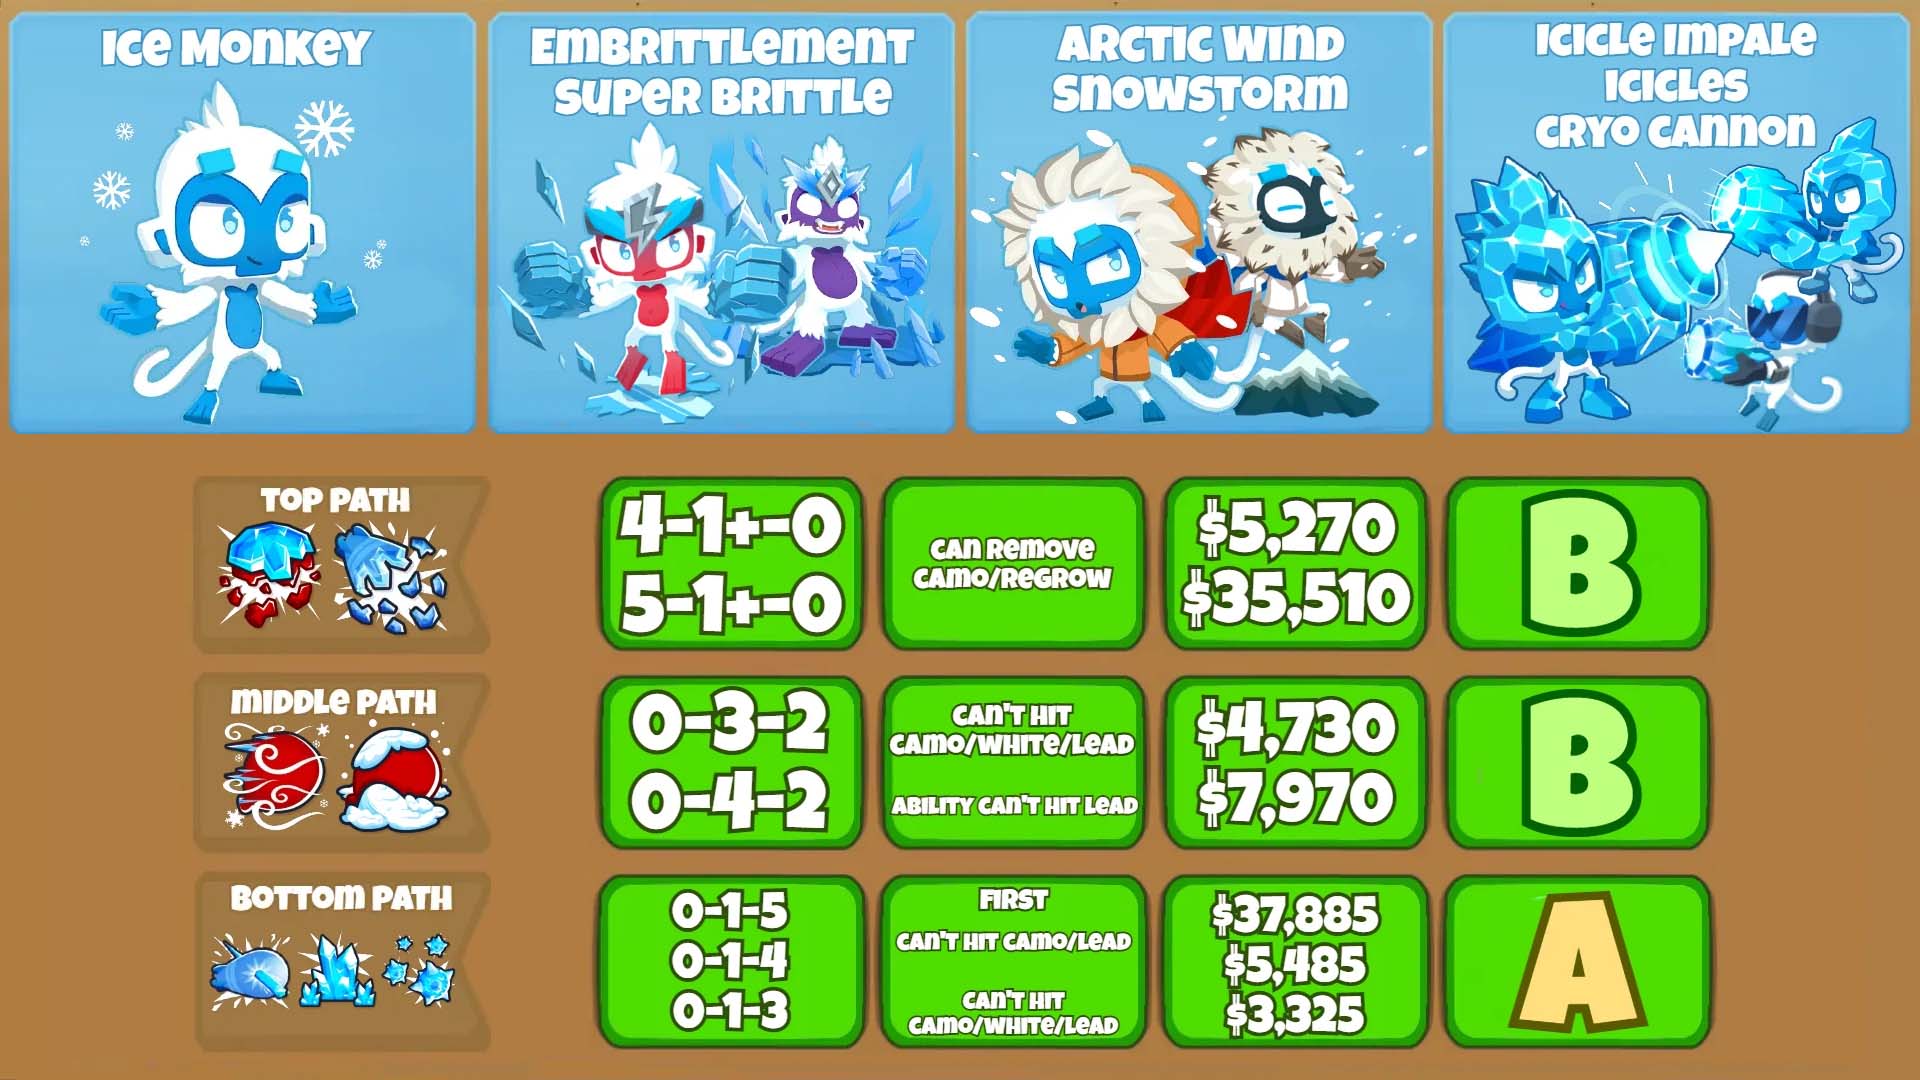 Ice Monkey
Embrittlement
Super Brittle
Arctic Wind
Snowstorm
Icicle Impale
Icicles
Cryo Cannon
Top Path
4-1+-0
5-1+-0
Can Remove
Camo/Regrow
$5,270
$35,510
B
Middle Path
0-3-2
0-4-2
Can't Hit
Camo/White/Lead
Ability Can't Hit Lead
$4,730
$7,970
B
Bottom Path
0-1-5
0-1-4
0-1-3
First
Can't Hit Camo/Lead
Can't Hit
Camo/White/Lead
$37,885
$5,485
$3,325
A